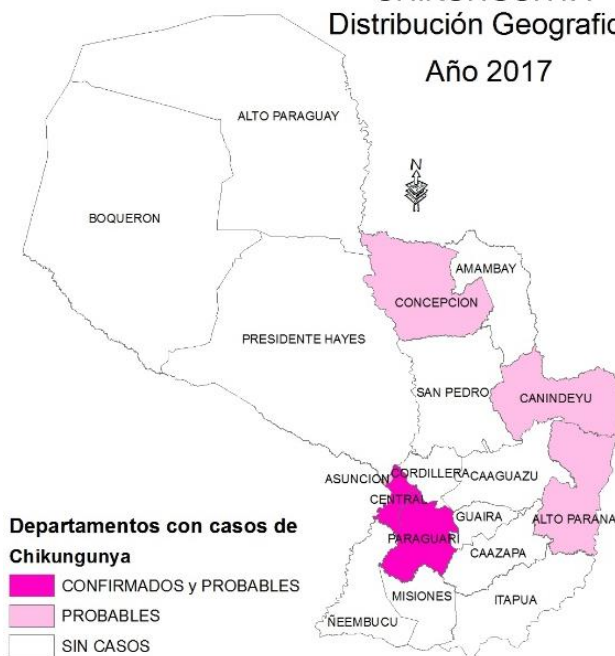 Distribución Geografic
Año 2017
ALTO PARAGUAY
N
BOQUERON
AMAMBAY
CONCEPCION
PRESIDENTE HAYES
SAN PEDRO
CANINDEYU
ASUNCION
CORDILLERA
CAAGUAZU
CENTRAL
GUAIRA
ALTO PARANA
PARAGUARI
CAAZAPA
MISIONES
ITAPUA
ÑEEMBUCU
Departamentos con casos de
Chikungunya
CONFIRMADOS y PROBABLES
PROBABLES
SIN CASOS